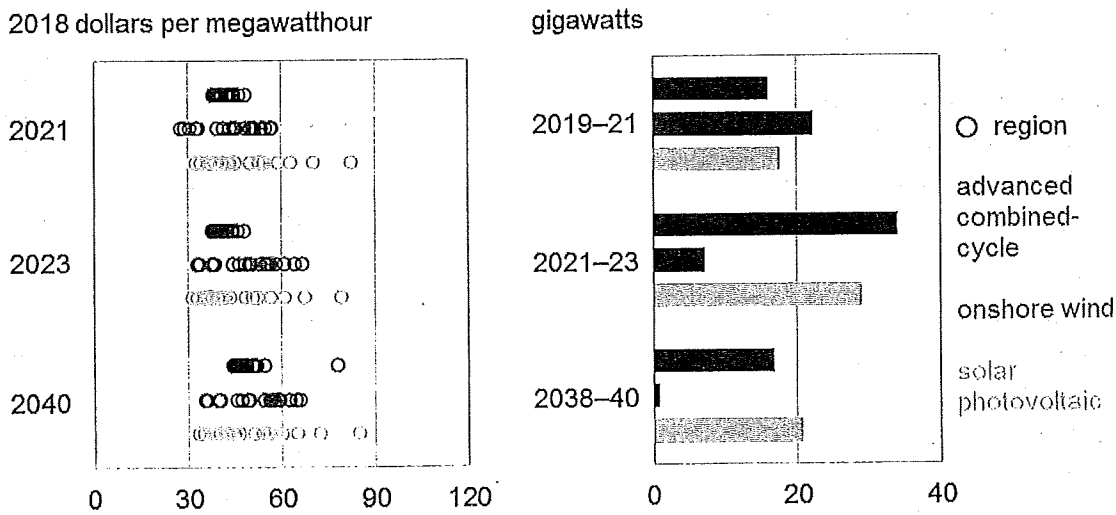 2018 dollars per megawatthour
2021
2023
2040
0 30 60 90 120
gigawatts
2019–21
2021–23
2038–40
0 20 40
region
advanced
combined-
cycle
onshore wind
solar
photovoltaic